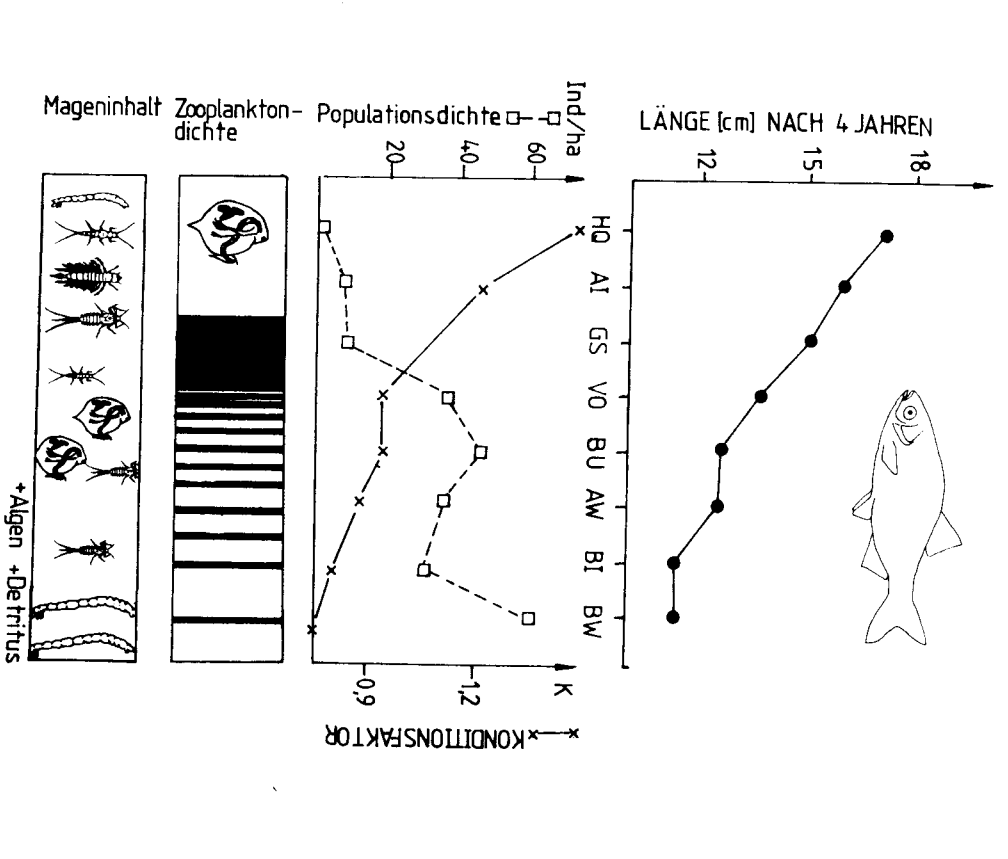 Mageninhalt
Zooplankton-
dichte
Populationsdichte
Ind/ha
20
40
60
LÄNGE [cm] NACH 4 JAHREN
12
15
18
HQ
AI
GS
VO
BU
AW
BI
BW
+Algen +Detritus
0,9
1,2
K
KONDITIONSFAKTOR